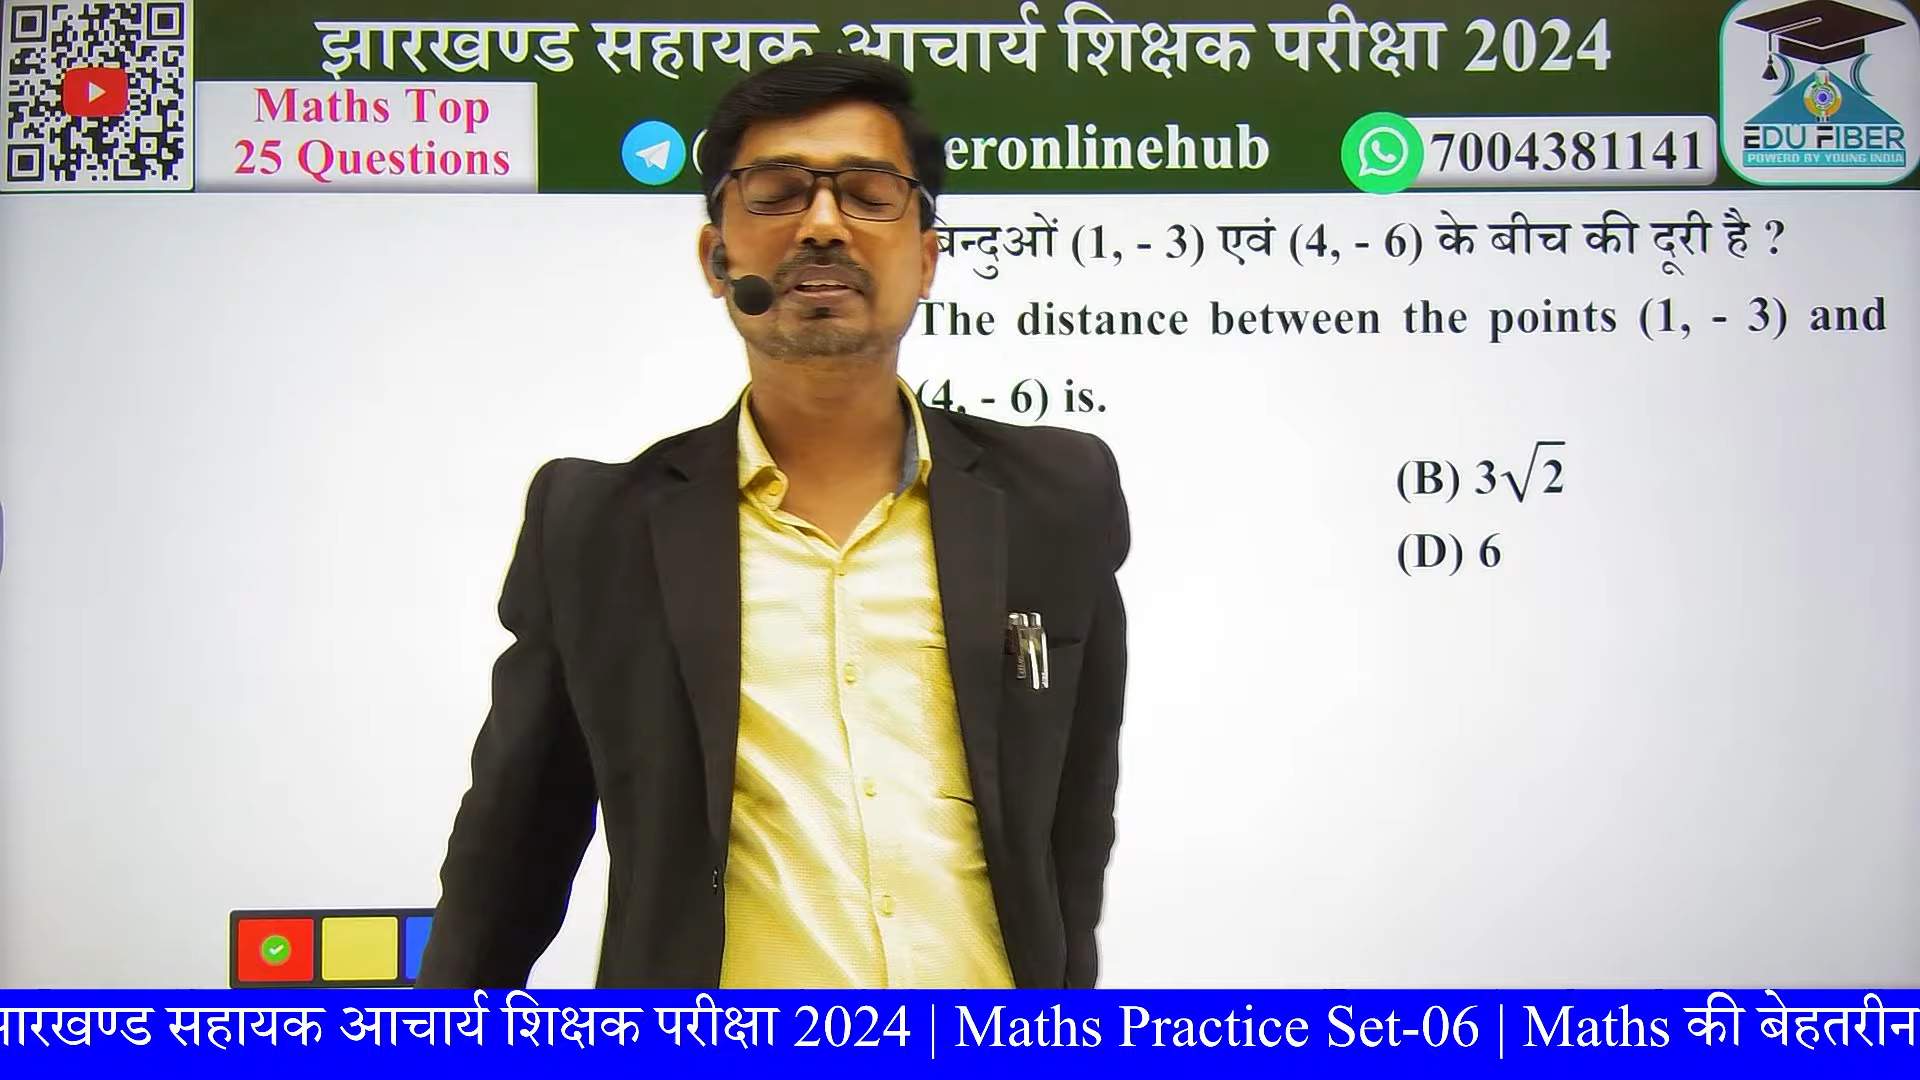 झारखण्ड सहायक आचार्य शिक्षक परीक्षा 2024
Maths Top
25 Questions
7004381141
EDU FIBER
POWERD BY YOUNG INDIA
(1, - 3) एवं (4, - 6) के बीच की दूरी है ?
The distance between the points (1, - 3) and
(4, - 6) is.
(B) 3√2
(D) 6
सहायक आचार्य शिक्षक परीक्षा 2024 | Maths Practice Set-06 | Maths की बेहतरीन